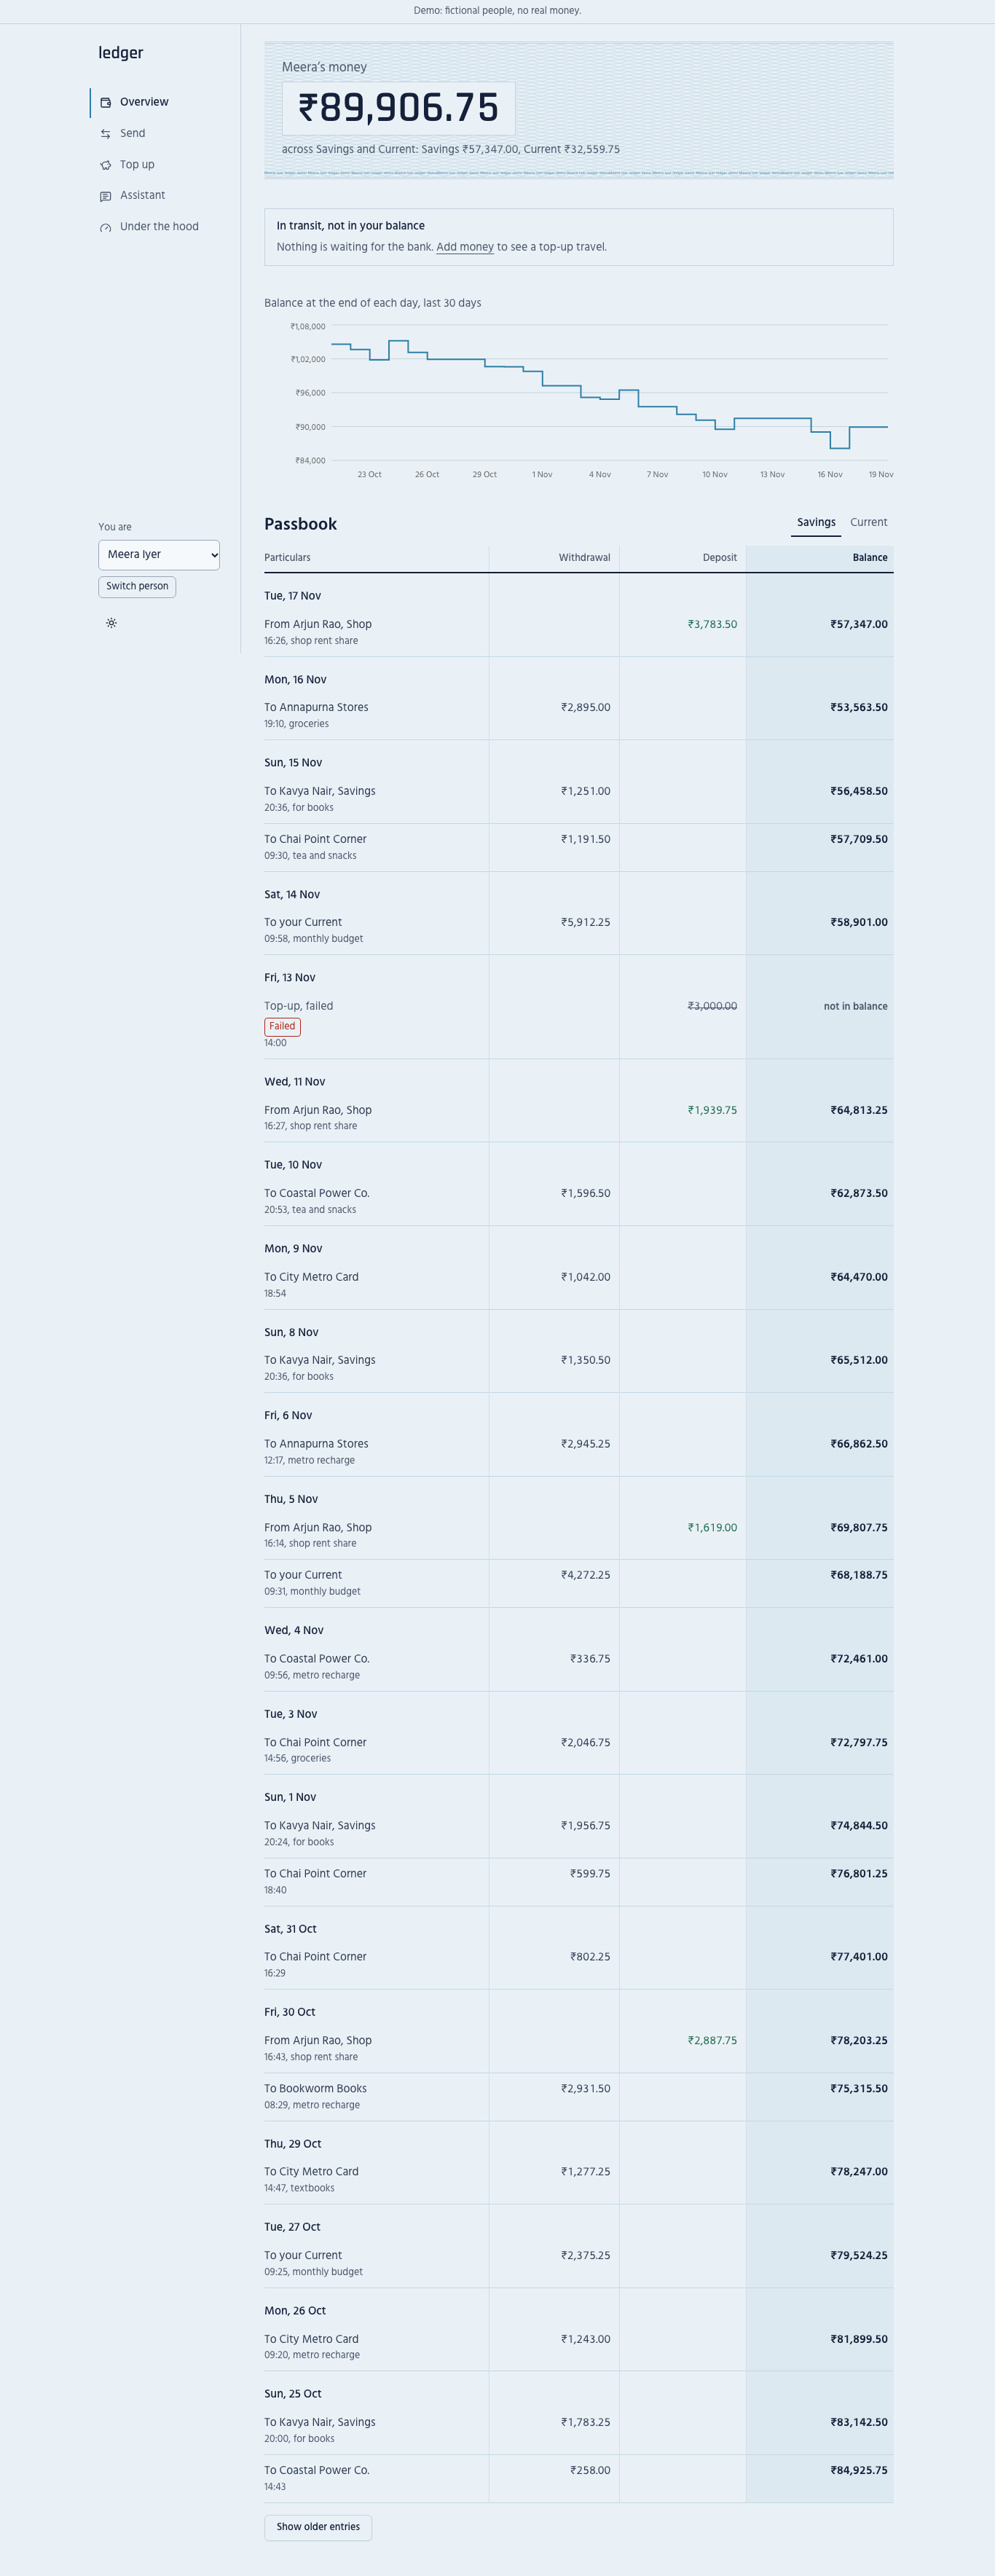 Demo: fictional people, no real money.
ledger
Overview
Send
Top up
Assistant
Under the hood
You are
Meera Iyer
Switch person
Meera's money
₹89,906.75
across Savings and Current: Savings ₹57,347.00, Current ₹32,559.75
In transit, not in your balance
Nothing is waiting for the bank. Add money to see a top-up travel.
Balance at the end of each day, last 30 days
₹1,08,000
₹1,02,000
₹96,000
₹90,000
₹84,000
23 Oct 26 Oct 29 Oct 1 Nov 4 Nov 7 Nov 10 Nov 13 Nov 16 Nov 19 Nov
Passbook Savings Current
Particulars Withdrawal Deposit Balance
Tue, 17 Nov
From Arjun Rao, Shop ₹3,783.50 ₹57,347.00
16:26, shop rent share
Mon, 16 Nov
To Annapurna Stores ₹2,895.00 ₹53,563.50
19:10, groceries
Sun, 15 Nov
To Kavya Nair, Savings ₹1,251.00 ₹56,458.50
20:36, for books
To Chai Point Corner ₹1,191.50 ₹57,709.50
09:30, tea and snacks
Sat, 14 Nov
To your Current ₹5,912.25 ₹58,901.00
09:58, monthly budget
Fri, 13 Nov
Top-up, failed ₹3,000.00 not in balance
Failed
14:00
Wed, 11 Nov
From Arjun Rao, Shop ₹1,939.75 ₹64,813.25
16:27, shop rent share
Tue, 10 Nov
To Coastal Power Co. ₹1,596.50 ₹62,873.50
20:53, tea and snacks
Mon, 9 Nov
To City Metro Card ₹1,042.00 ₹64,470.00
18:54
Sun, 8 Nov
To Kavya Nair, Savings ₹1,350.50 ₹65,512.00
20:36, for books
Fri, 6 Nov
To Annapurna Stores ₹2,945.25 ₹66,862.50
12:17, metro recharge
Thu, 5 Nov
From Arjun Rao, Shop ₹1,619.00 ₹69,807.75
16:14, shop rent share
To your Current ₹4,272.25 ₹68,188.75
09:31, monthly budget
Wed, 4 Nov
To Coastal Power Co. ₹336.75 ₹72,461.00
09:56, metro recharge
Tue, 3 Nov
To Chai Point Corner ₹2,046.75 ₹72,797.75
14:56, groceries
Sun, 1 Nov
To Kavya Nair, Savings ₹1,956.75 ₹74,844.50
20:24, for books
To Chai Point Corner ₹599.75 ₹76,801.25
18:40
Sat, 31 Oct
To Chai Point Corner ₹802.25 ₹77,401.00
16:29
Fri, 30 Oct
From Arjun Rao, Shop ₹2,887.75 ₹78,203.25
16:43, shop rent share
To Bookworm Books ₹2,931.50 ₹75,315.50
08:29, metro recharge
Thu, 29 Oct
To City Metro Card ₹1,277.25 ₹78,247.00
14:47, textbooks
Tue, 27 Oct
To your Current ₹2,375.25 ₹79,524.25
09:25, monthly budget
Mon, 26 Oct
To City Metro Card ₹1,243.00 ₹81,899.50
09:20, metro recharge
Sun, 25 Oct
To Kavya Nair, Savings ₹1,783.25 ₹83,142.50
20:00, for books
To Coastal Power Co. ₹258.00 ₹84,925.75
14:43
Show older entries